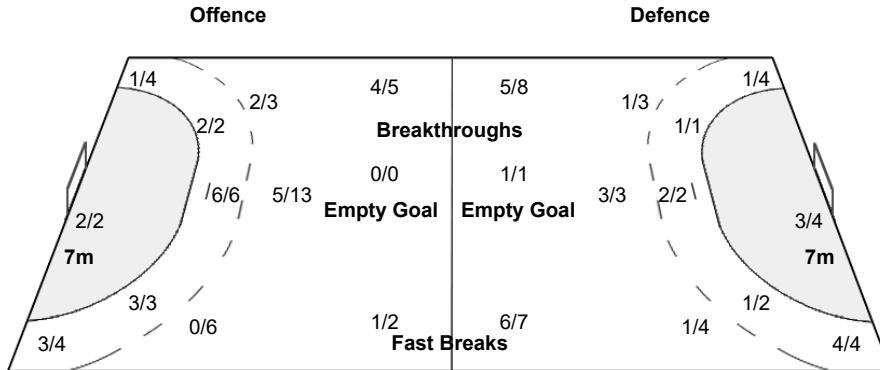 Offence Defence
1/4 4/5 5/8 1/4
2/3 1/3
2/2 Breakthroughs 1/1
0/0 1/1
6/6 5/13 3/3 2/2
Empty Goal Empty Goal
2/2 3/4
7m 7m
3/3 1/2
0/6 1/2 6/7 1/4
3/4 Fast Breaks 4/4